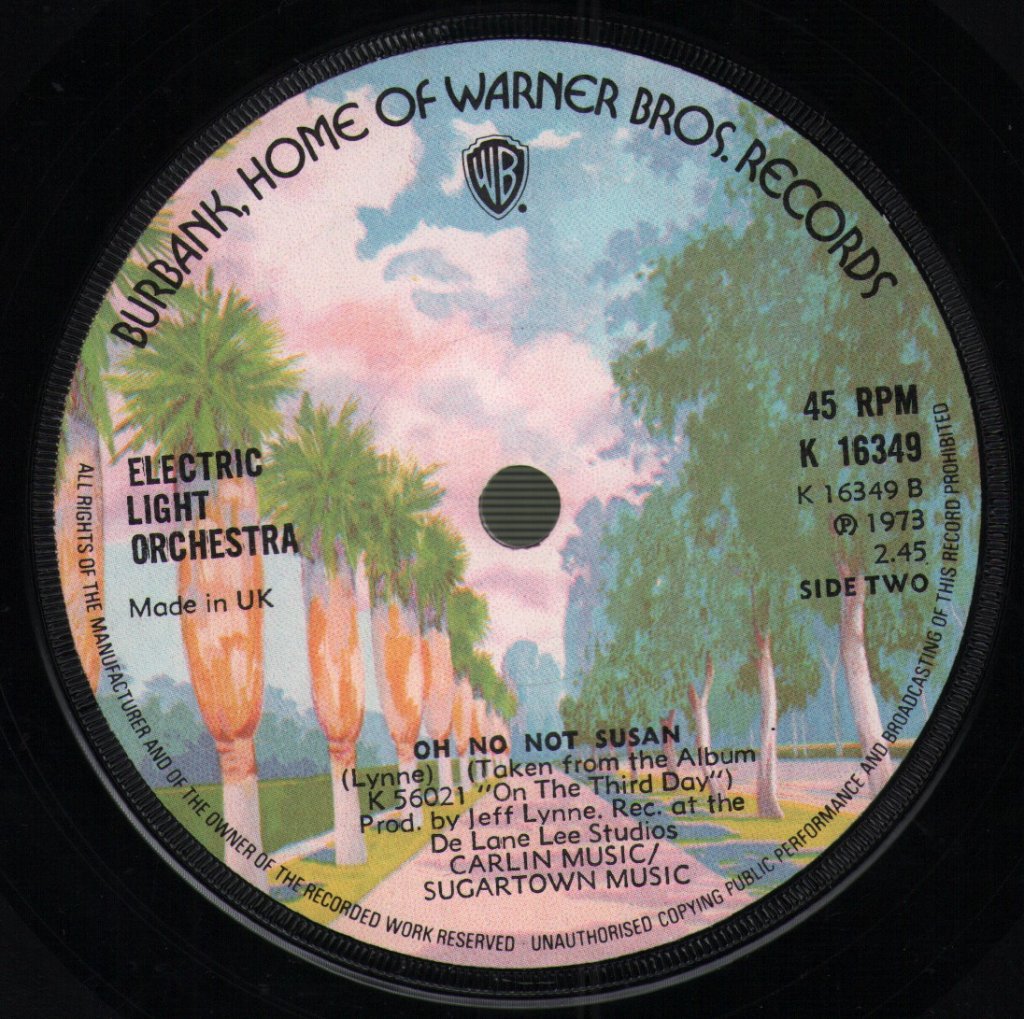 BURBANK, HOME OF WARNER BROS. RECORDS
WB
45 RPM
K 16349
K 16349 B
Ⓟ 1973
2.45
SIDE TWO
ELECTRIC
LIGHT
ORCHESTRA
Made in UK
OH NO NOT SUSAN
(Lynne) (Taken from the Album
K 56021 "On The Third Day")
Prod. by Jeff Lynne. Rec. at the
De Lane Lee Studios
CARLIN MUSIC/
SUGARTOWN MUSIC
ALL RIGHTS OF THE MANUFACTURER AND OF THE OWNER OF THE RECORDED WORK RESERVED · UNAUTHORISED COPYING PUBLIC PERFORMANCE AND BROADCASTING OF THIS RECORD PROHIBITED